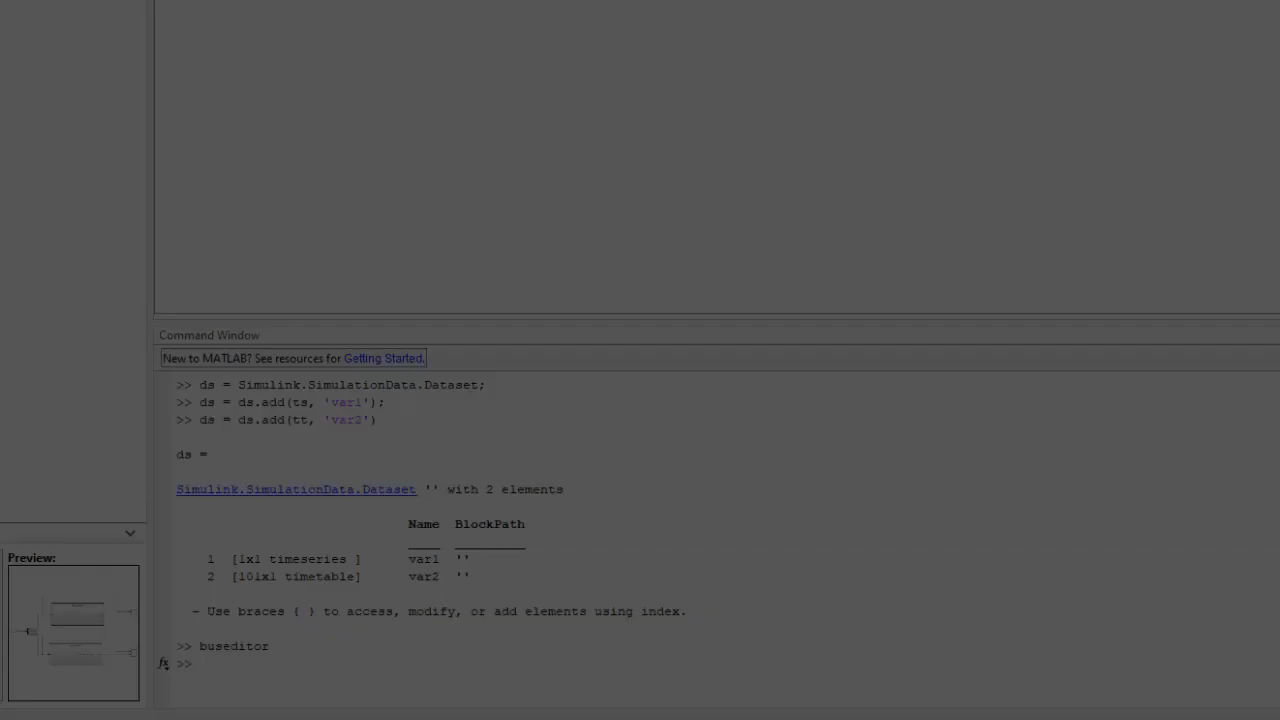 Command Window
New to MATLAB? See resources for Getting Started.
>> ds = Simulink.SimulationData.Dataset;
>> ds = ds.add(ts, 'var1');
>> ds = ds.add(tt, 'var2')
ds =
Simulink.SimulationData.Dataset '' with 2 elements
Name BlockPath
1 [1x1 timeseries ] var1 ''
2 [101x1 timetable] var2 ''
- Use braces { } to access, modify, or add elements using index.
>> buseditor
fx >>
Preview: